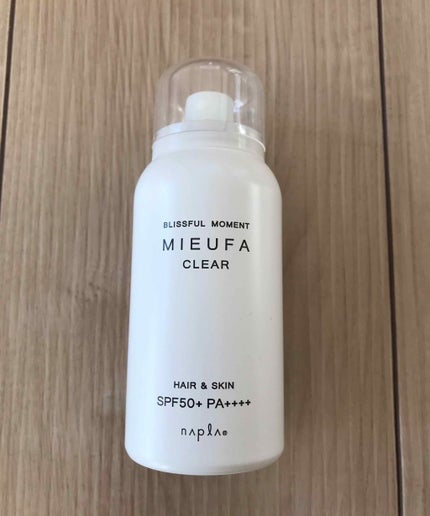 BLISSFUL MOMENT
MIEUFA
CLEAR
HAIR & SKIN
SPF50+ PA++++
napla®